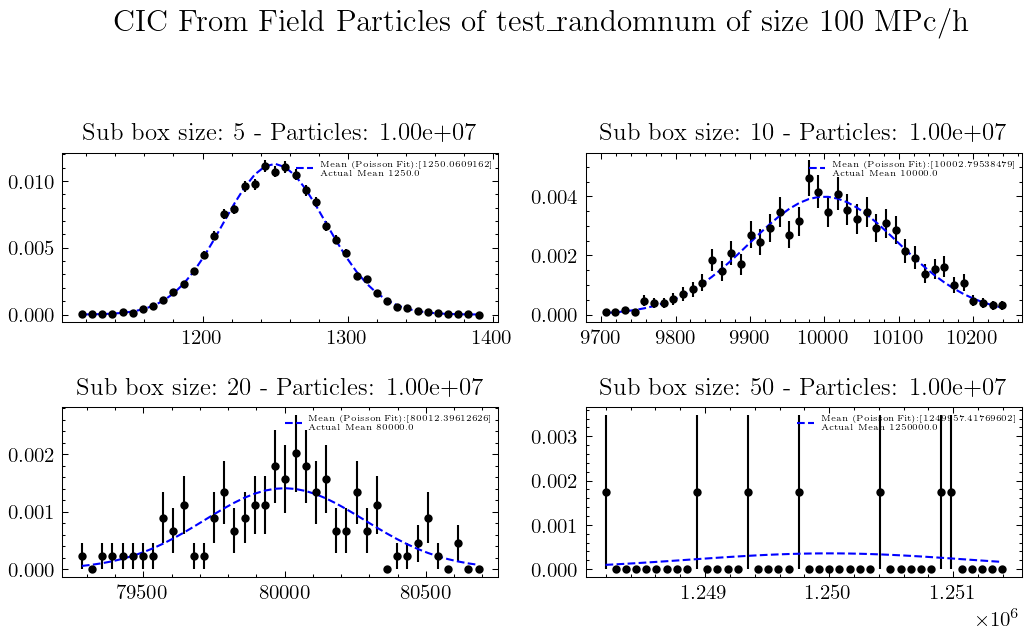 CIC From Field Particles of test_randomnum of size 100 MPc/h
Sub box size: 5 - Particles: 1.00e+07
Mean (Poisson Fit):[1250.0609162]
Actual Mean 1250.0
0.010
0.005
0.000
1200
1300
1400
Sub box size: 10 - Particles: 1.00e+07
Mean (Poisson Fit):[10002.79538479]
Actual Mean 10000.0
0.004
0.002
0.000
9700
9800
9900
10000
10100
10200
Sub box size: 20 - Particles: 1.00e+07
Mean (Poisson Fit):[80012.39612626]
Actual Mean 80000.0
0.002
0.001
0.000
79500
80000
80500
Sub box size: 50 - Particles: 1.00e+07
Mean (Poisson Fit):[1249957.41769602]
Actual Mean 1250000.0
0.003
0.002
0.001
0.000
1.249
1.250
1.251
×10⁶